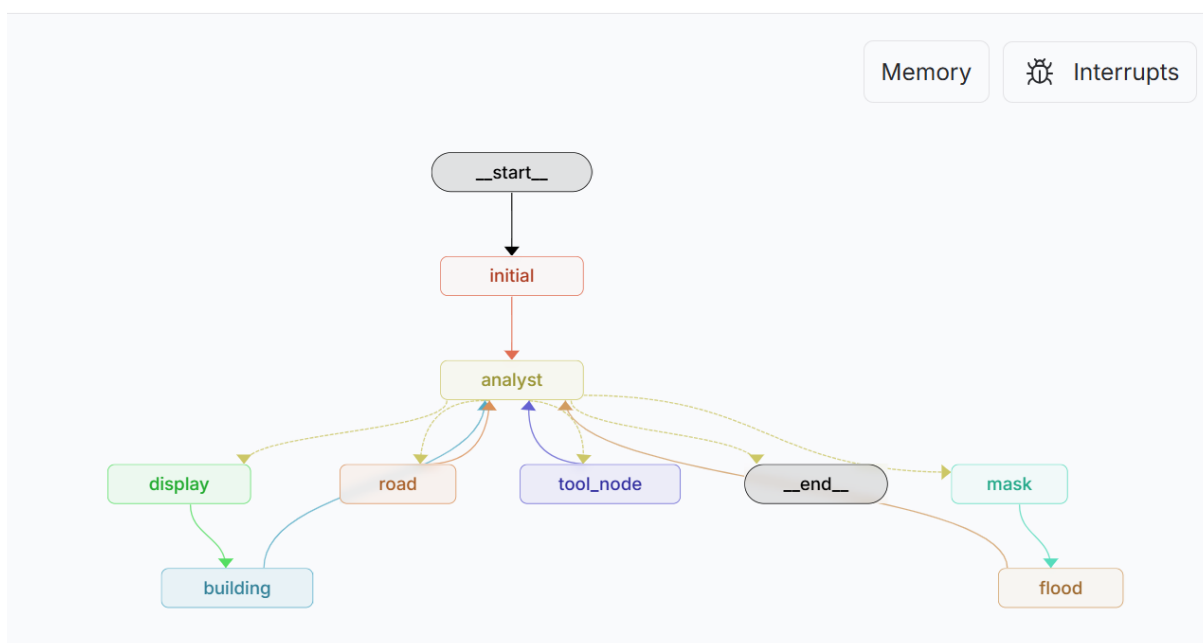 Memory
Interrupts
__start__
initial
analyst
display
road
tool_node
__end__
mask
building
flood